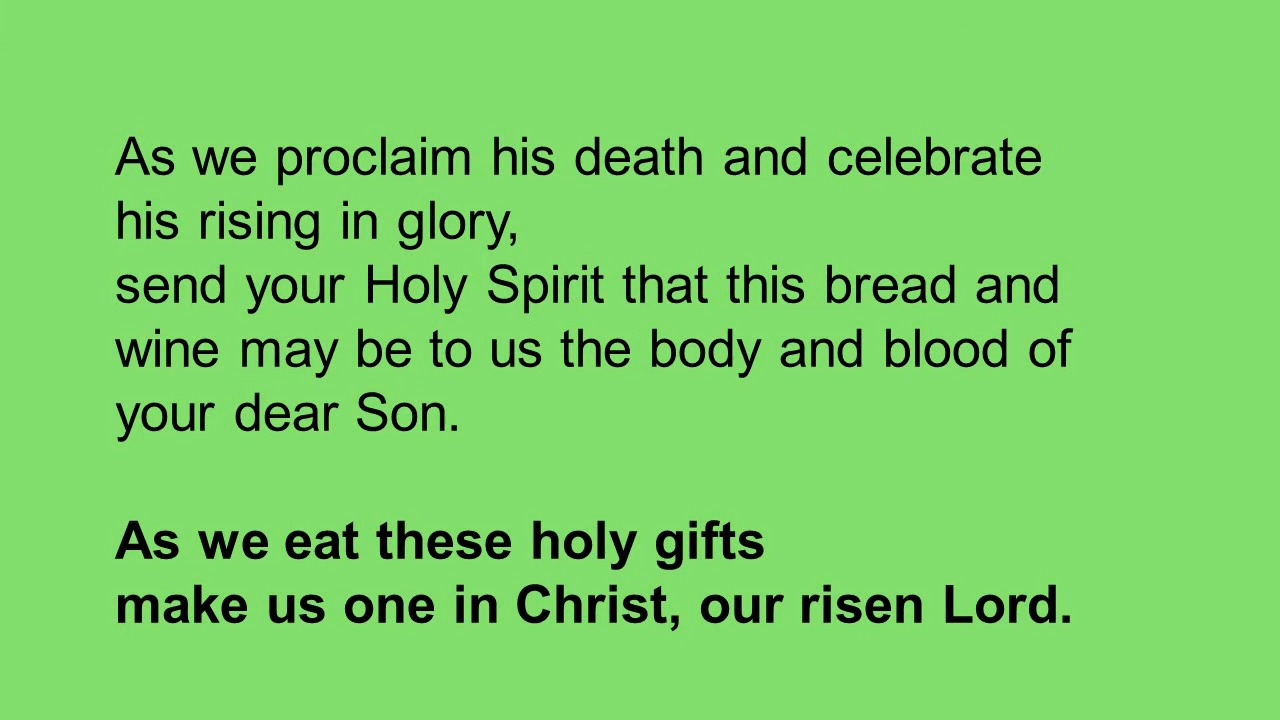 As we proclaim his death and celebrate
his rising in glory,
send your Holy Spirit that this bread and
wine may be to us the body and blood of
your dear Son.
As we eat these holy gifts
make us one in Christ, our risen Lord.